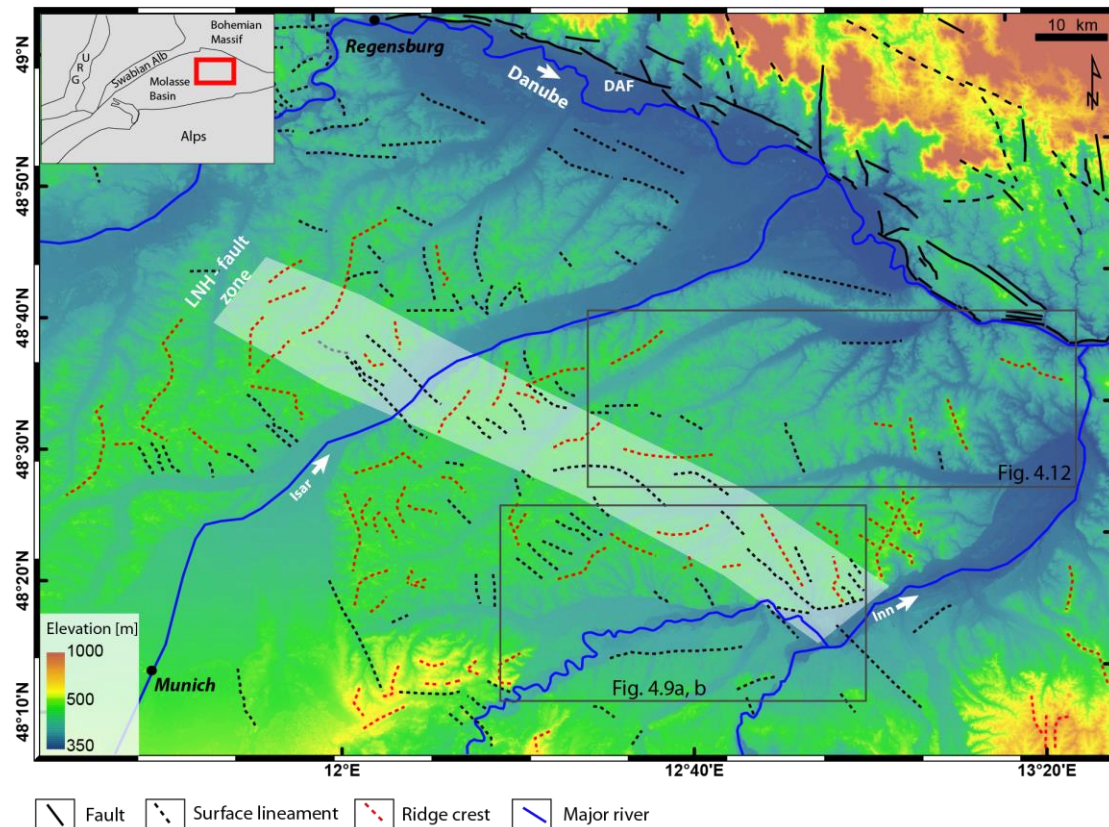 Bohemian
Massif
URG
Swabian Alb
Molasse
Basin
Alps
Regensburg
Danube
DAF
10 km
N
49°N
48°50'N
48°40'N
48°30'N
48°20'N
48°10'N
LNH - fault
zone
Isar
Fig. 4.12
Inn
Fig. 4.9a, b
Munich
Elevation [m]
1000
500
350
12°E
12°40'E
13°20'E
Fault
Surface lineament
Ridge crest
Major river